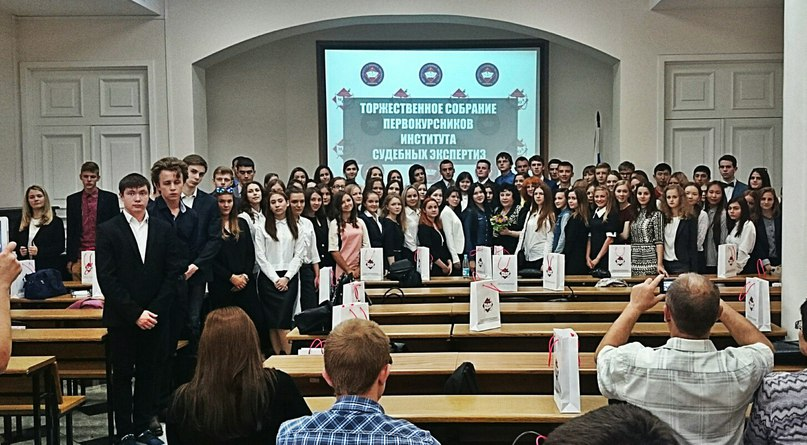 ТОРЖЕСТВЕННОЕ СОБРАНИЕ
ПЕРВОКУРСНИКОВ
ИНСТИТУТА
СУДЕБНЫХ ЭКСПЕРТИЗ